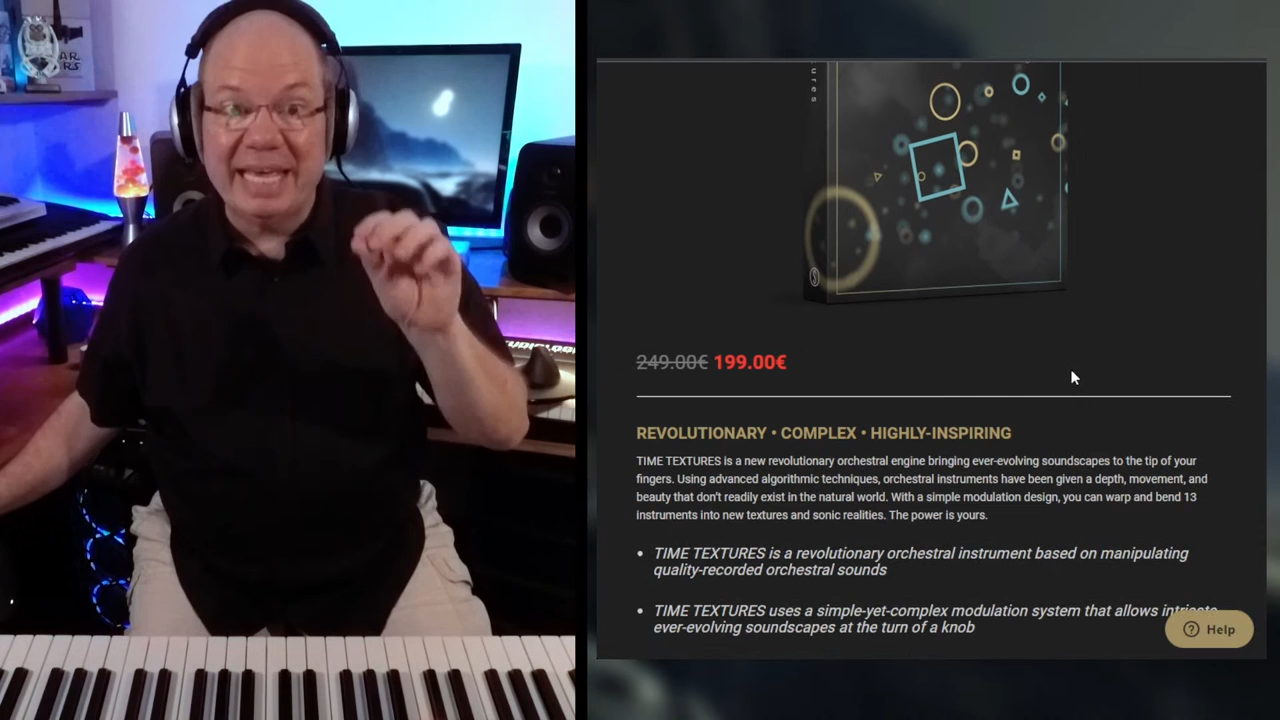 AR
RS
ures
249.00€ 199.00€
REVOLUTIONARY • COMPLEX • HIGHLY-INSPIRING
TIME TEXTURES is a new revolutionary orchestral engine bringing ever-evolving soundscapes to the tip of your
fingers. Using advanced algorithmic techniques, orchestral instruments have been given a depth, movement, and
beauty that don't readily exist in the natural world. With a simple modulation design, you can warp and bend 13
instruments into new textures and sonic realities. The power is yours.
• TIME TEXTURES is a revolutionary orchestral instrument based on manipulating
quality-recorded orchestral sounds
• TIME TEXTURES uses a simple-yet-complex modulation system that allows intricate
ever-evolving soundscapes at the turn of a knob
Help